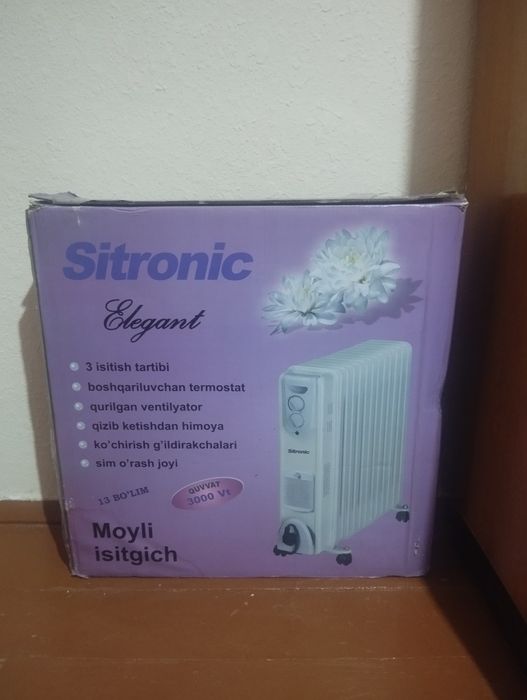 Sitronic
Elegant
3 isitish tartibi
boshqariluvchan termostat
qurilgan ventilyator
qizib ketishdan himoya
ko'chirish g'ildirakchalari
sim o'rash joyi
13 BO'LIM
QUVVAT
3000 Vt
Sitronic
Moyli
isitgich